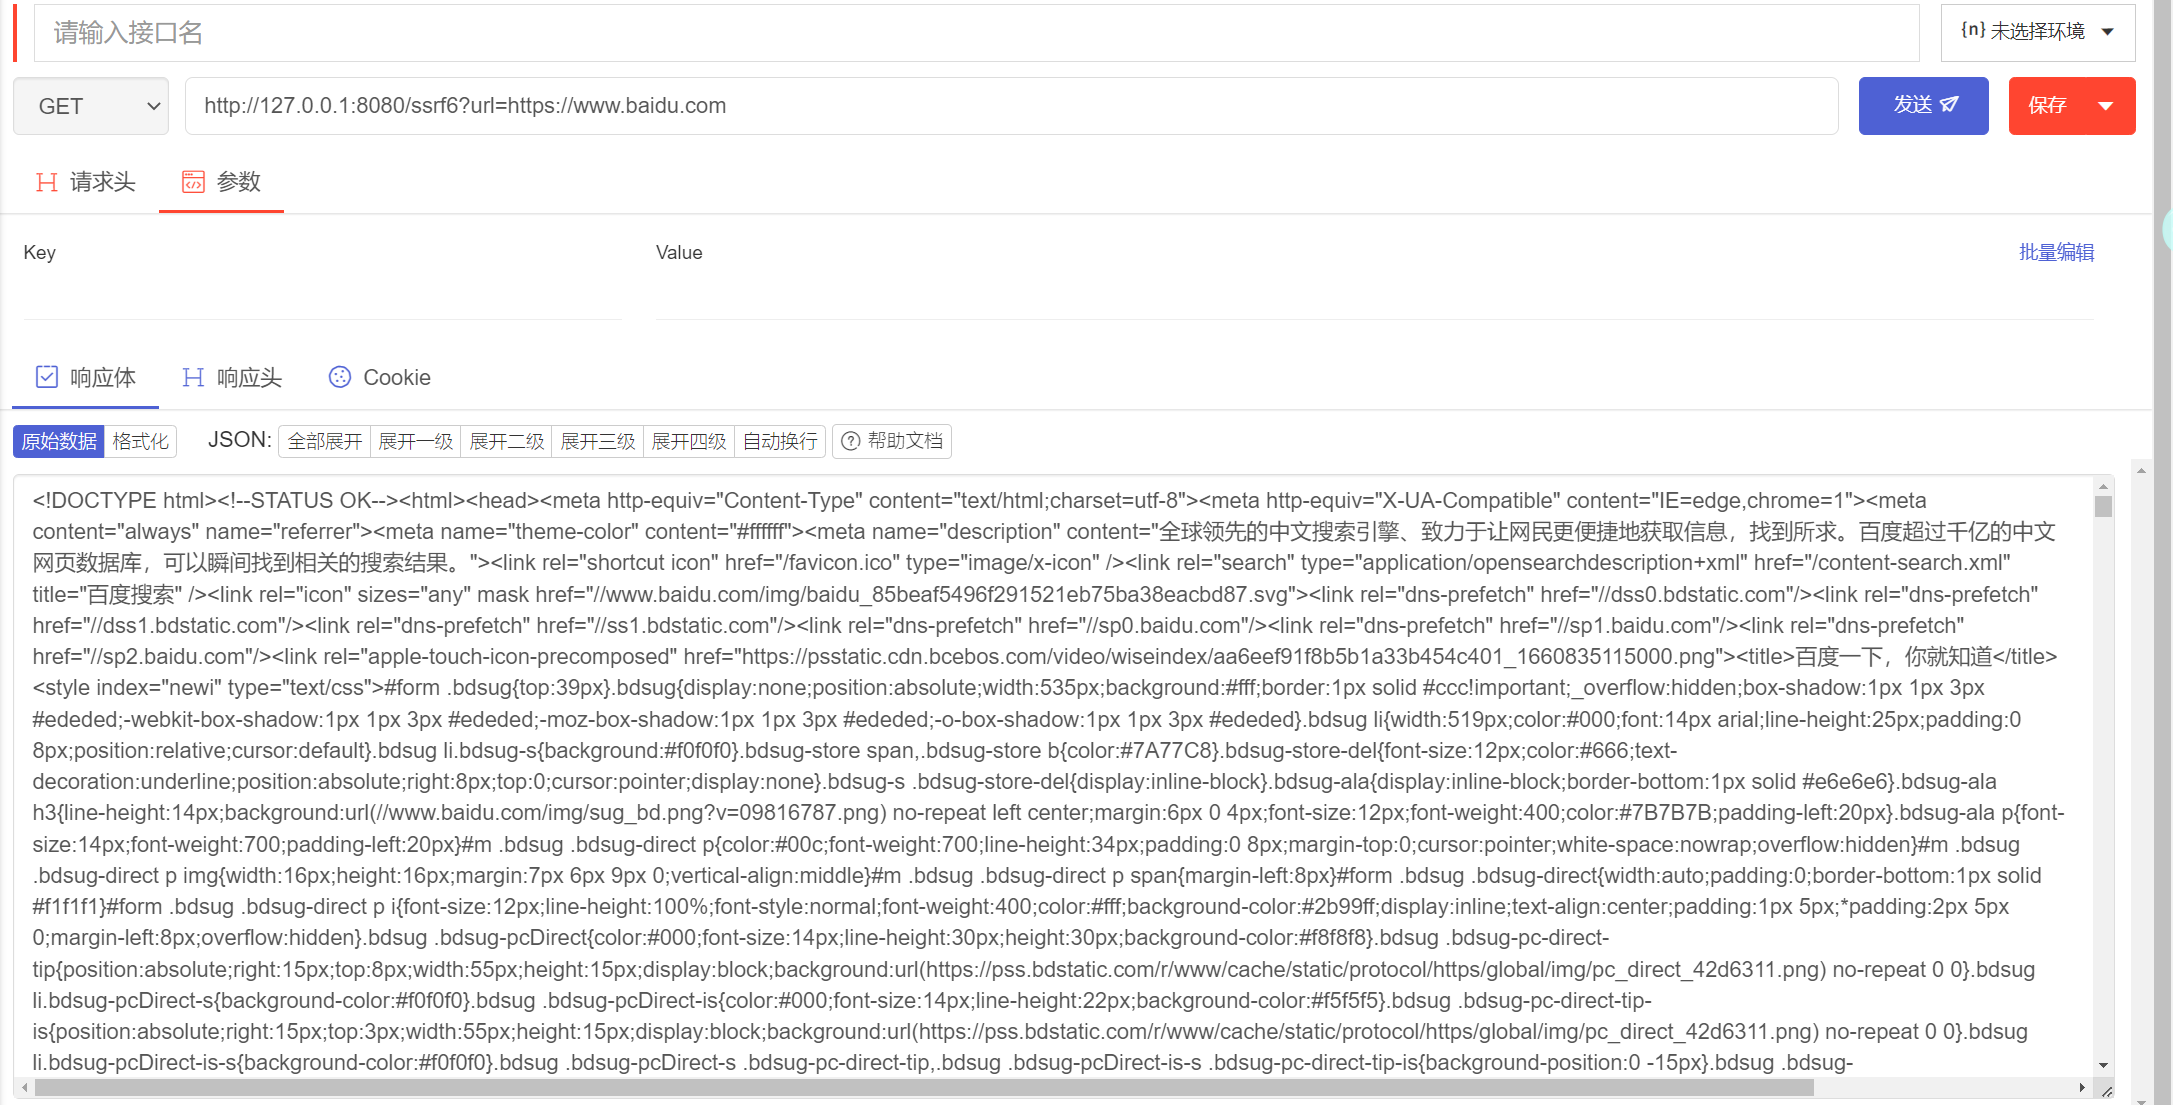 请输入接口名
{n} 未选择环境
GET
http://127.0.0.1:8080/ssrf6?url=https://www.baidu.com
发送
保存
请求头
参数
Key
Value
批量编辑
响应体
响应头
Cookie
原始数据
格式化
JSON:
全部展开
展开一级
展开二级
展开三级
展开四级
自动换行
帮助文档
<!DOCTYPE html><!--STATUS OK--><html><head><meta http-equiv="Content-Type" content="text/html;charset=utf-8"><meta http-equiv="X-UA-Compatible" content="IE=edge,chrome=1"><meta
content="always" name="referrer"><meta name="theme-color" content="#ffffff"><meta name="description" content="全球领先的中文搜索引擎、致力于让网民更便捷地获取信息，找到所求。百度超过千亿的中文
网页数据库，可以瞬间找到相关的搜索结果。"><link rel="shortcut icon" href="/favicon.ico" type="image/x-icon" /><link rel="search" type="application/opensearchdescription+xml" href="/content-search.xml"
title="百度搜索" /><link rel="icon" sizes="any" mask href="//www.baidu.com/img/baidu_85beaf5496f291521eb75ba38eacbd87.svg"><link rel="dns-prefetch" href="//dss0.bdstatic.com"/><link rel="dns-prefetch"
href="//dss1.bdstatic.com"/><link rel="dns-prefetch" href="//ss1.bdstatic.com"/><link rel="dns-prefetch" href="//sp0.baidu.com"/><link rel="dns-prefetch" href="//sp1.baidu.com"/><link rel="dns-prefetch"
href="//sp2.baidu.com"/><link rel="apple-touch-icon-precomposed" href="https://psstatic.cdn.bcebos.com/video/wiseindex/aa6eef91f8b5b1a33b454c401_1660835115000.png"><title>百度一下，你就知道</title>
<style index="newi" type="text/css">#form .bdsug{top:39px}.bdsug{display:none;position:absolute;width:535px;background:#fff;border:1px solid #ccc!important;_overflow:hidden;box-shadow:1px 1px 3px
#ededed;-webkit-box-shadow:1px 1px 3px #ededed;-moz-box-shadow:1px 1px 3px #ededed;-o-box-shadow:1px 1px 3px #ededed}.bdsug li{width:519px;color:#000;font:14px arial;line-height:25px;padding:0
8px;position:relative;cursor:default}.bdsug li.bdsug-s{background:#f0f0f0}.bdsug-store span,.bdsug-store b{color:#7A77C8}.bdsug-store-del{font-size:12px;color:#666;text-
decoration:underline;position:absolute;right:8px;top:0;cursor:pointer;display:none}.bdsug-s .bdsug-store-del{display:inline-block}.bdsug-ala{display:inline-block;border-bottom:1px solid #e6e6e6}.bdsug-ala
h3{line-height:14px;background:url(//www.baidu.com/img/sug_bd.png?v=09816787.png) no-repeat left center;margin:6px 0 4px;font-size:12px;font-weight:400;color:#7B7B7B;padding-left:20px}.bdsug-ala p{font-
size:14px;font-weight:700;padding-left:20px}#m .bdsug .bdsug-direct p{color:#00c;font-weight:700;line-height:34px;padding:0 8px;margin-top:0;cursor:pointer;white-space:nowrap;overflow:hidden}#m .bdsug
.bdsug-direct p img{width:16px;height:16px;margin:7px 6px 9px 0;vertical-align:middle}#m .bdsug .bdsug-direct p span{margin-left:8px}#form .bdsug .bdsug-direct{width:auto;padding:0;border-bottom:1px solid
#f1f1f1}#form .bdsug .bdsug-direct p i{font-size:12px;line-height:100%;font-style:normal;font-weight:400;color:#fff;background-color:#2b99ff;display:inline;text-align:center;padding:1px 5px;*padding:2px 5px
0;margin-left:8px;overflow:hidden}.bdsug .bdsug-pcDirect{color:#000;font-size:14px;line-height:30px;height:30px;background-color:#f8f8f8}.bdsug .bdsug-pc-direct-
tip{position:absolute;right:15px;top:8px;width:55px;height:15px;display:block;background:url(https://pss.bdstatic.com/r/www/cache/static/protocol/https/global/img/pc_direct_42d6311.png) no-repeat 0 0}.bdsug
li.bdsug-pcDirect-s{background-color:#f0f0f0}.bdsug .bdsug-pcDirect-is{color:#000;font-size:14px;line-height:22px;background-color:#f5f5f5}.bdsug .bdsug-pc-direct-tip-
is{position:absolute;right:15px;top:3px;width:55px;height:15px;display:block;background:url(https://pss.bdstatic.com/r/www/cache/static/protocol/https/global/img/pc_direct_42d6311.png) no-repeat 0 0}.bdsug
li.bdsug-pcDirect-is-s{background-color:#f0f0f0}.bdsug .bdsug-pcDirect-s .bdsug-pc-direct-tip,.bdsug .bdsug-pcDirect-is-s .bdsug-pc-direct-tip-is{background-position:0 -15px}.bdsug .bdsug-